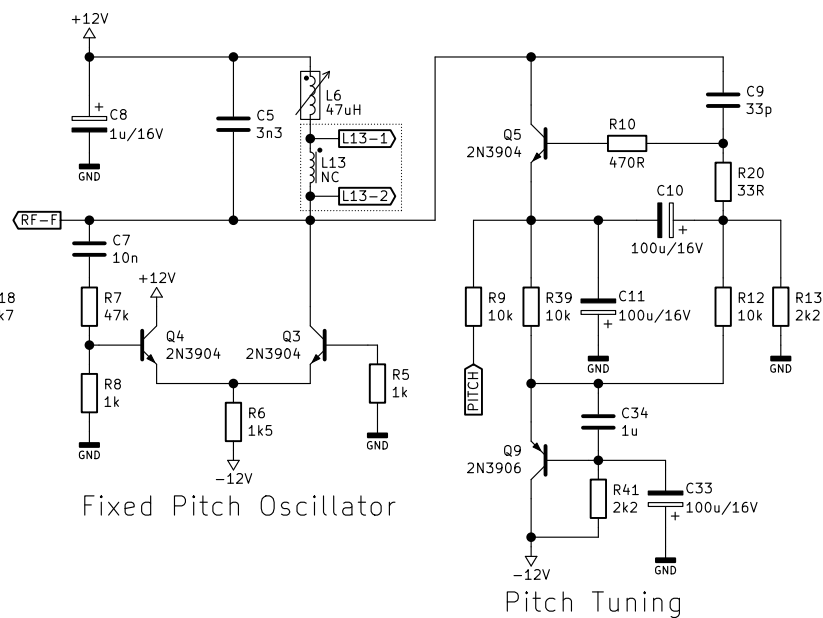 +12V
C8
1u/16V
+
GND
C5
3n3
L6
47uH
L13-1
L13
NC
L13-2
RF-F
C7
10n
+12V
18
k7
R7
47k
Q4
2N3904
Q3
2N3904
R8
1k
GND
R6
1k5
-12V
R5
1k
GND
Fixed Pitch Oscillator
C9
33p
Q5
2N3904
R10
470R
R20
33R
C10
+
100u/16V
R9
10k
R39
10k
C11
100u/16V
+
GND
R12
10k
R13
2k2
GND
PITCH
C34
1u
Q9
2N3906
R41
2k2
C33
100u/16V
+
GND
-12V
Pitch Tuning